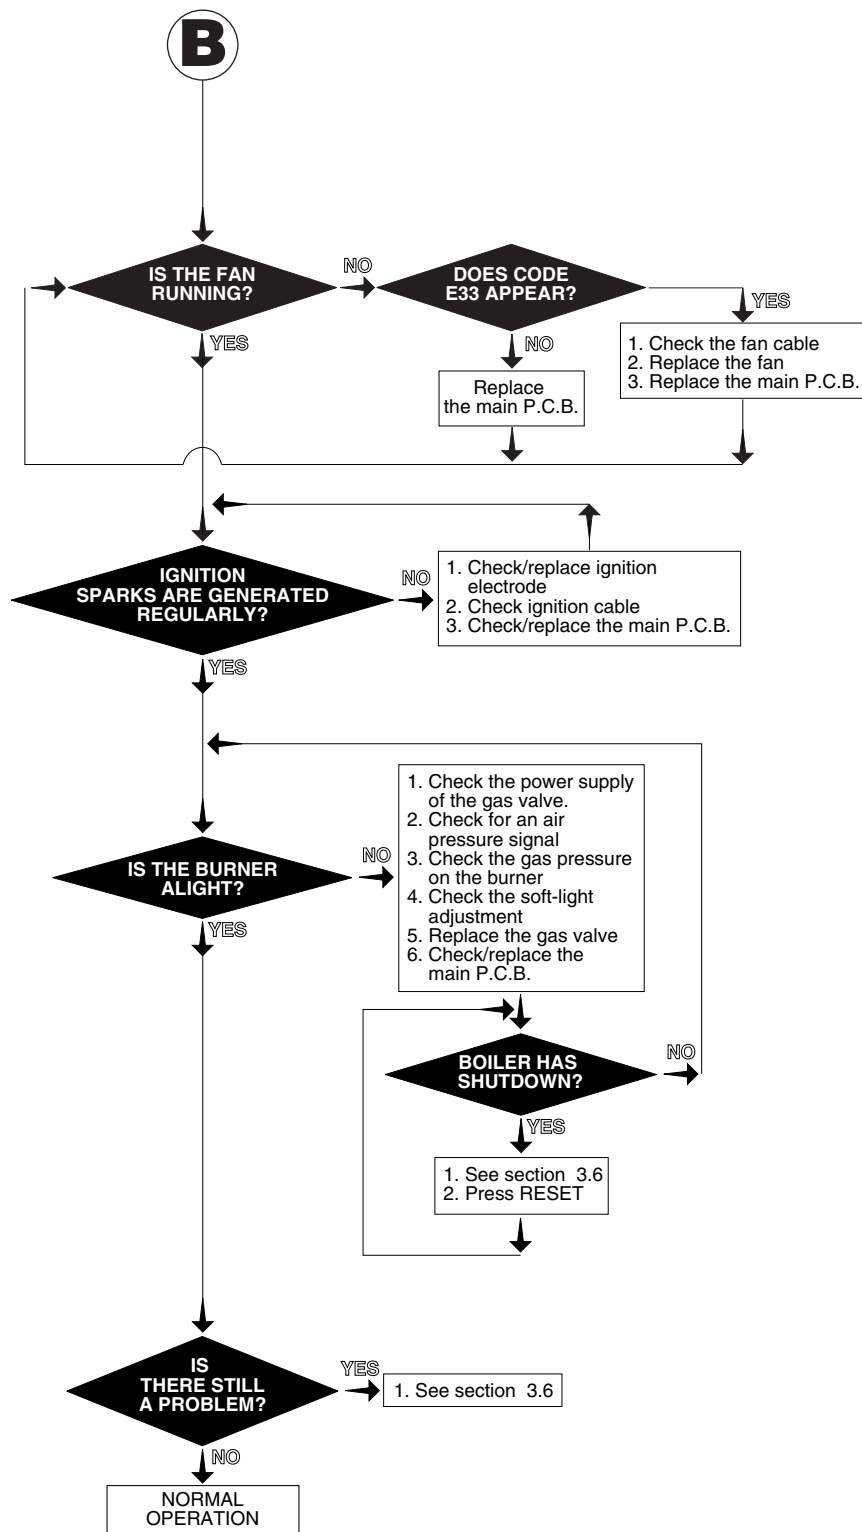 B
IS THE FAN
RUNNING?
NO
DOES CODE
E33 APPEAR?
YES
YES
NO
1. Check the fan cable
2. Replace the fan
3. Replace the main P.C.B.
Replace
the main P.C.B.
IGNITION
SPARKS ARE GENERATED
REGULARLY?
NO
1. Check/replace ignition
electrode
2. Check ignition cable
3. Check/replace the main P.C.B.
YES
IS THE BURNER
ALIGHT?
NO
1. Check the power supply
of the gas valve.
2. Check for an air
pressure signal
3. Check the gas pressure
on the burner
4. Check the soft-light
adjustment
5. Replace the gas valve
6. Check/replace the
main P.C.B.
YES
BOILER HAS
SHUTDOWN?
NO
YES
1. See section 3.6
2. Press RESET
IS
THERE STILL
A PROBLEM?
YES
1. See section 3.6
NO
NORMAL
OPERATION